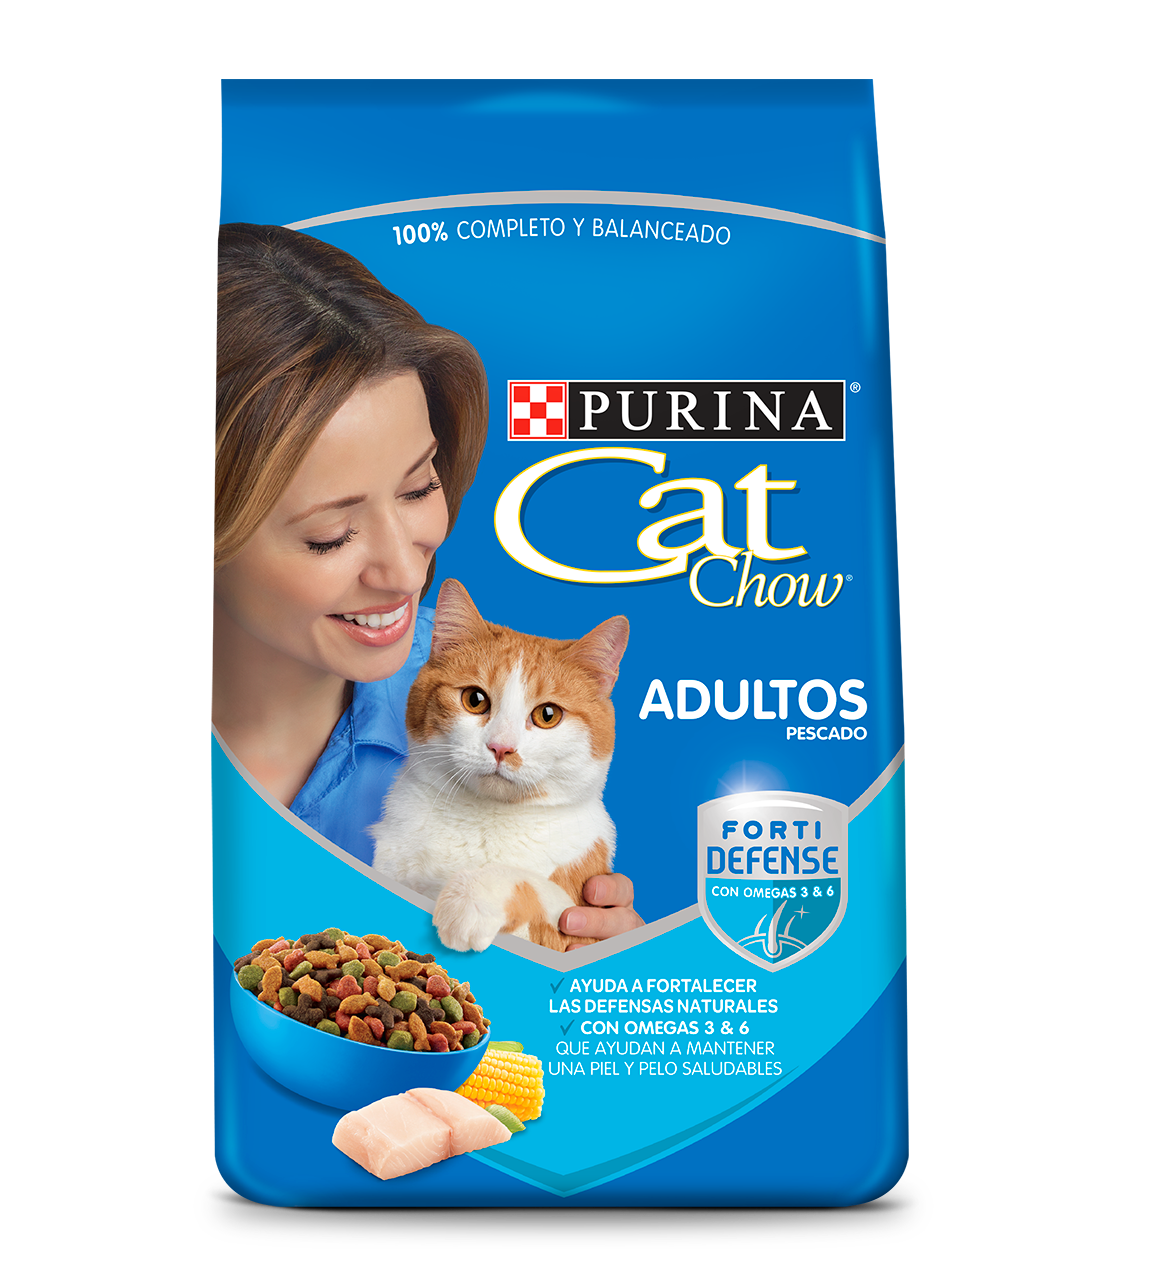 100% COMPLETO Y BALANCEADO
PURINA®
Cat
Chow®
ADULTOS
PESCADO
FORTI
DEFENSE
CON OMEGAS 3 & 6
✓ AYUDA A FORTALECER
LAS DEFENSAS NATURALES
✓ CON OMEGAS 3 & 6
QUE AYUDAN A MANTENER
UNA PIEL Y PELO SALUDABLES